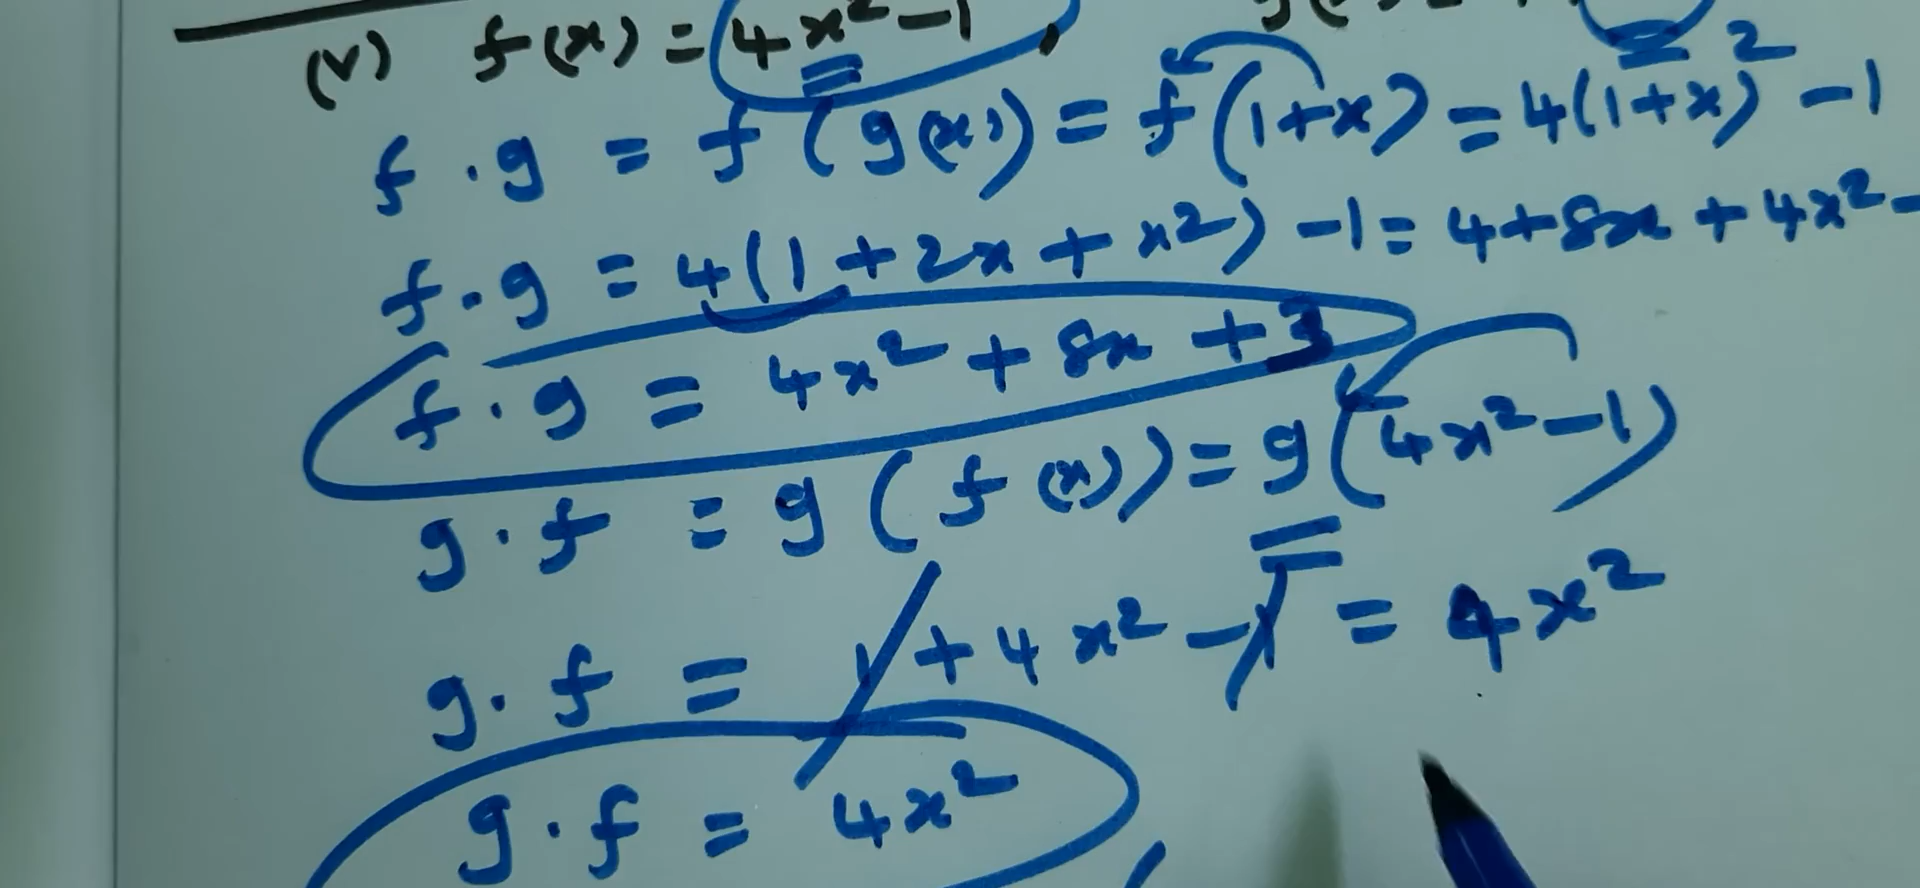 (v) f(x) = 4x² - 1,
f . g = f (g(x)) = f (1+x) = 4(1+x)² - 1
f . g = 4(1 + 2x + x²) - 1 = 4 + 8x + 4x² -
f . g = 4x² + 8x + 3
g . f = g (f (x)) = g (4x² - 1)
g . f = 1 + 4x² - 1 = 4x²
g . f = 4x²